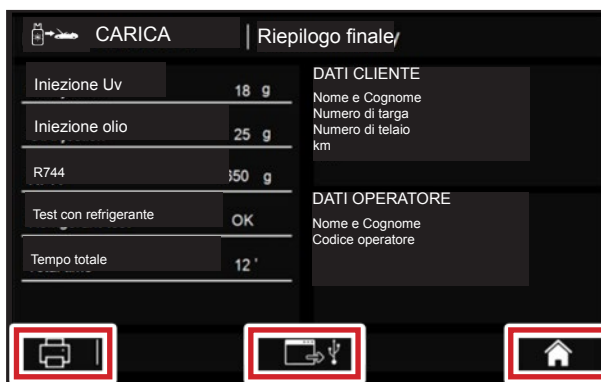 CARICA
Riepilogo finale
Iniezione Uv 18 g
Iniezione olio 25 g
R744 650 g
Test con refrigerante OK
Tempo totale 12 '
DATI CLIENTE
Nome e Cognome
Numero di targa
Numero di telaio
km
DATI OPERATORE
Nome e Cognome
Codice operatore